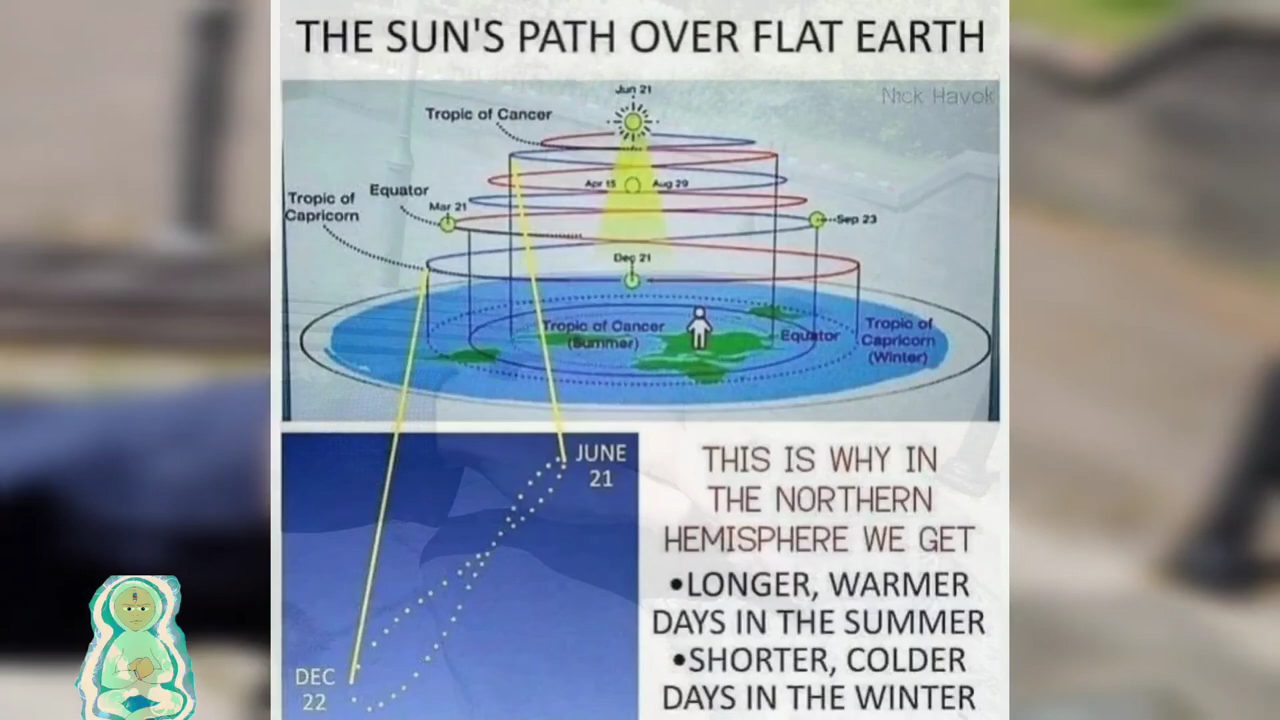 THE SUN'S PATH OVER FLAT EARTH
Nick Havok
Jun 21
Tropic of Cancer
Apr 15
Aug 29
Equator
Tropic of
Capricorn
Mar 21
Sep 23
Dec 21
Tropic of Cancer
(Summer)
Equator
Tropic of
Capricorn
(Winter)
JUNE
21
DEC
22
THIS IS WHY IN
THE NORTHERN
HEMISPHERE WE GET
•LONGER, WARMER
DAYS IN THE SUMMER
•SHORTER, COLDER
DAYS IN THE WINTER